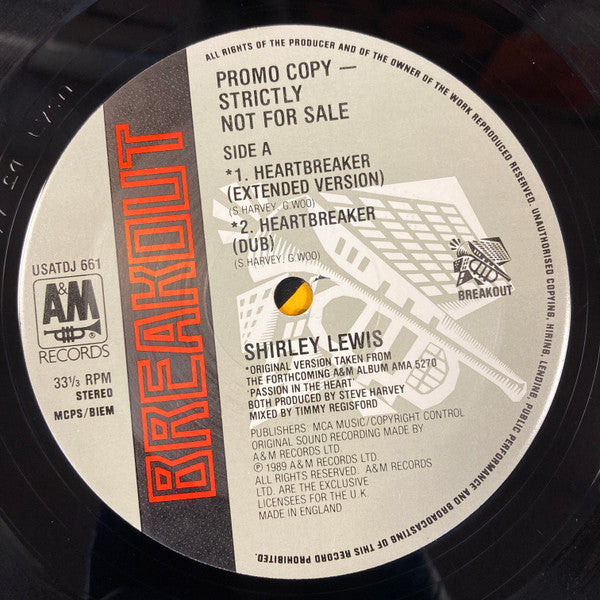 ALL RIGHTS OF THE PRODUCER AND OF THE OWNER OF THE WORK REPRODUCED RESERVED. UNAUTHORISED COPYING, HIRING, LENDING, PUBLIC PERFORMANCE AND BROADCASTING OF THIS RECORD PROHIBITED.
PROMO COPY —
STRICTLY
NOT FOR SALE
SIDE A
*1. HEARTBREAKER
(EXTENDED VERSION)
(S. HARVEY, G. WOO)
*2. HEARTBREAKER
(DUB)
(S. HARVEY, G. WOO)
BREAKOUT
USATDJ 661
A&M
RECORDS
33⅓ RPM
STEREO
MCPS/BIEM
BREAKOUT
SHIRLEY LEWIS
*ORIGINAL VERSION TAKEN FROM
THE FORTHCOMING A&M ALBUM AMA 5270
'PASSION IN THE HEART'
BOTH PRODUCED BY STEVE HARVEY
MIXED BY TIMMY REGISFORD
PUBLISHERS: MCA MUSIC/COPYRIGHT CONTROL
ORIGINAL SOUND RECORDING MADE BY
A&M RECORDS LTD.
℗ 1989 A&M RECORDS LTD.
ALL RIGHTS RESERVED. A&M RECORDS
LTD. ARE THE EXCLUSIVE
LICENSEES FOR THE U.K.
MADE IN ENGLAND